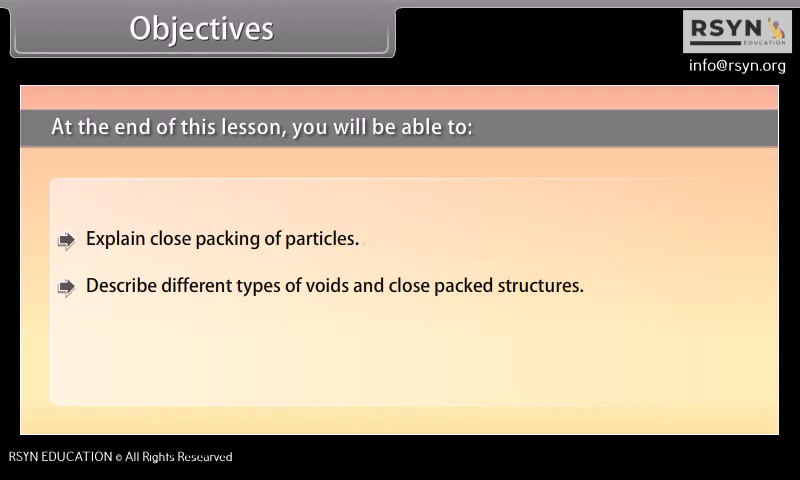 Objectives
RSYN
EDUCATION
info@rsyn.org
At the end of this lesson, you will be able to:
Explain close packing of particles.
Describe different types of voids and close packed structures.
RSYN EDUCATION © All Rights Researved